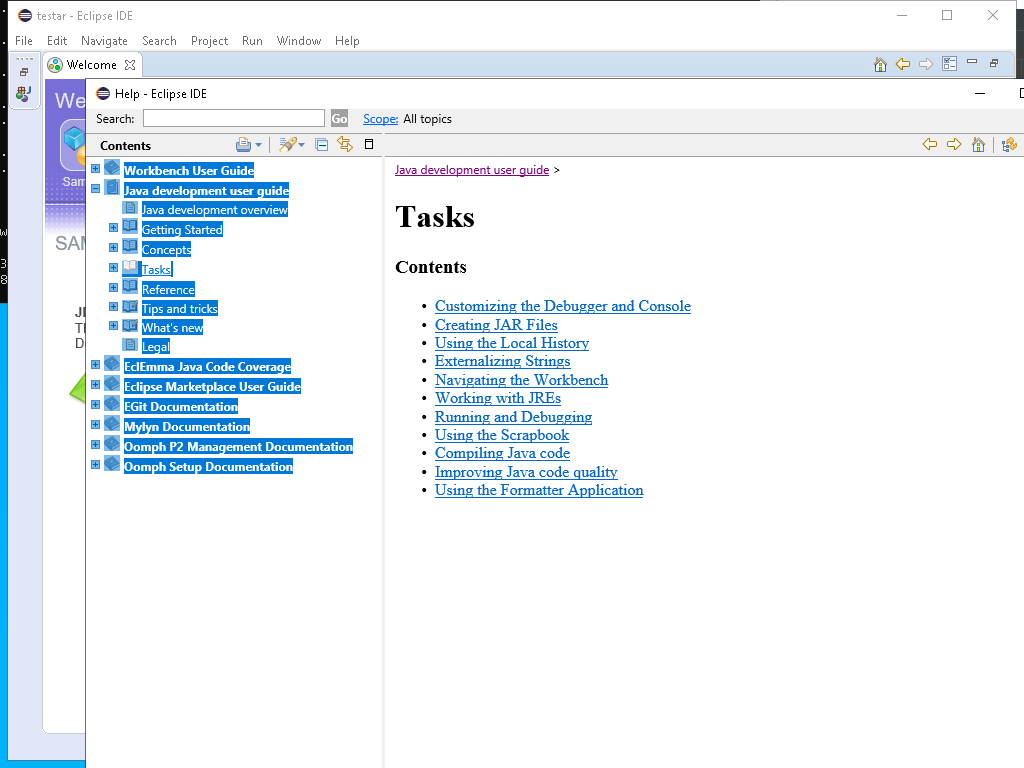 testar - Eclipse IDE
File Edit Navigate Search Project Run Window Help
Welcome
We
Sam
SAM
Help - Eclipse IDE
Search: Go Scope: All topics
Contents
Workbench User Guide
Java development user guide
Java development overview
Getting Started
Concepts
Tasks
Reference
Tips and tricks
What's new
Legal
EclEmma Java Code Coverage
Eclipse Marketplace User Guide
EGit Documentation
Mylyn Documentation
Oomph P2 Management Documentation
Oomph Setup Documentation
Java development user guide >
Tasks
Contents
• Customizing the Debugger and Console
• Creating JAR Files
• Using the Local History
• Externalizing Strings
• Navigating the Workbench
• Working with JREs
• Running and Debugging
• Using the Scrapbook
• Compiling Java code
• Improving Java code quality
• Using the Formatter Application